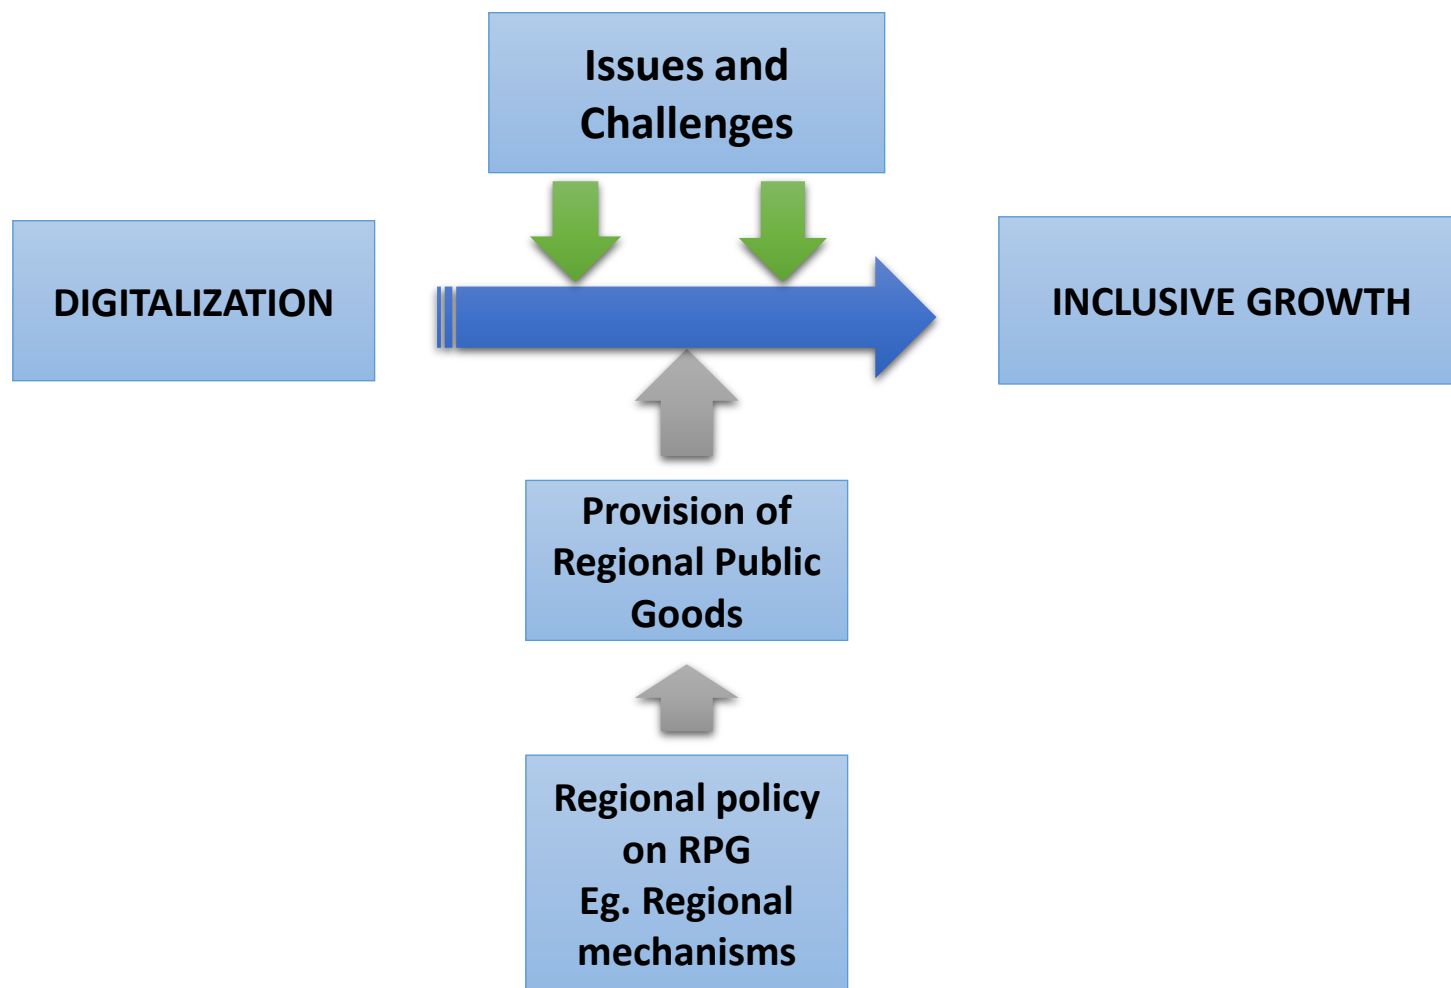 Issues and
Challenges
DIGITALIZATION
INCLUSIVE GROWTH
Provision of
Regional Public
Goods
Regional policy
on RPG
Eg. Regional
mechanisms